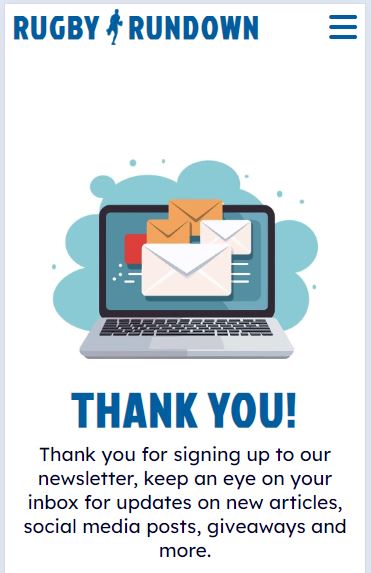 RUGBY RUNDOWN
THANK YOU!
Thank you for signing up to our
newsletter, keep an eye on your
inbox for updates on new articles,
social media posts, giveaways and
more.